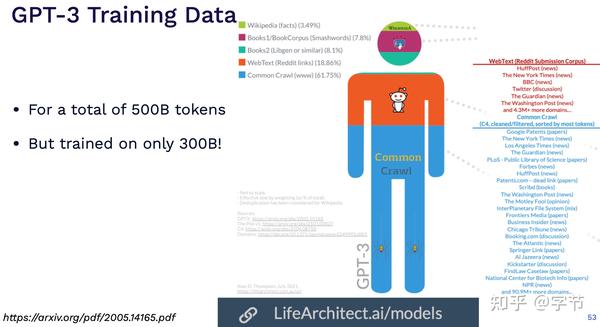 GPT-3 Training Data
Wikipedia (facts) (3.49%)
Books1/BookCorpus (Smashwords) (7.8%)
Books2 (Libgen or similar) (8.1%)
WebText (Reddit links) (18.86%)
Common Crawl (www) (61.75%)
• For a total of 500B tokens
• But trained on only 300B!
Common
Crawl
GPT-3
WebText (Reddit Submission Corpus)
HuffPost (news)
The New York Times (news)
BBC (news)
Twitter (discussion)
The Guardian (news)
The Washington Post (news)
and 4.3M+ more domains...
Common Crawl
(C4, cleaned/filtered, sorted by most tokens)
Google Patents (papers)
The New York Times (news)
Los Angeles Times (news)
The Guardian (news)
PLoS - Public Library of Science (papers)
Forbes (news)
HuffPost (news)
Patents.com - dead link (papers)
Scribd (books)
The Washington Post (news)
The Motley Fool (opinion)
InterPlanetary File System (mix)
Frontiers Media (papers)
Business Insider (news)
Chicago Tribune (news)
Booking.com (discussion)
The Atlantic (news)
Springer Link (papers)
Al Jazeera (news)
Kickstarter (discussion)
FindLaw Caselaw (papers)
National Center for Biotech Info (papers)
NPR (news)
and 90.9M+ more domains...
LifeArchitect.ai/models
https://arxiv.org/pdf/2005.14165.pdf
知乎 @字节
53